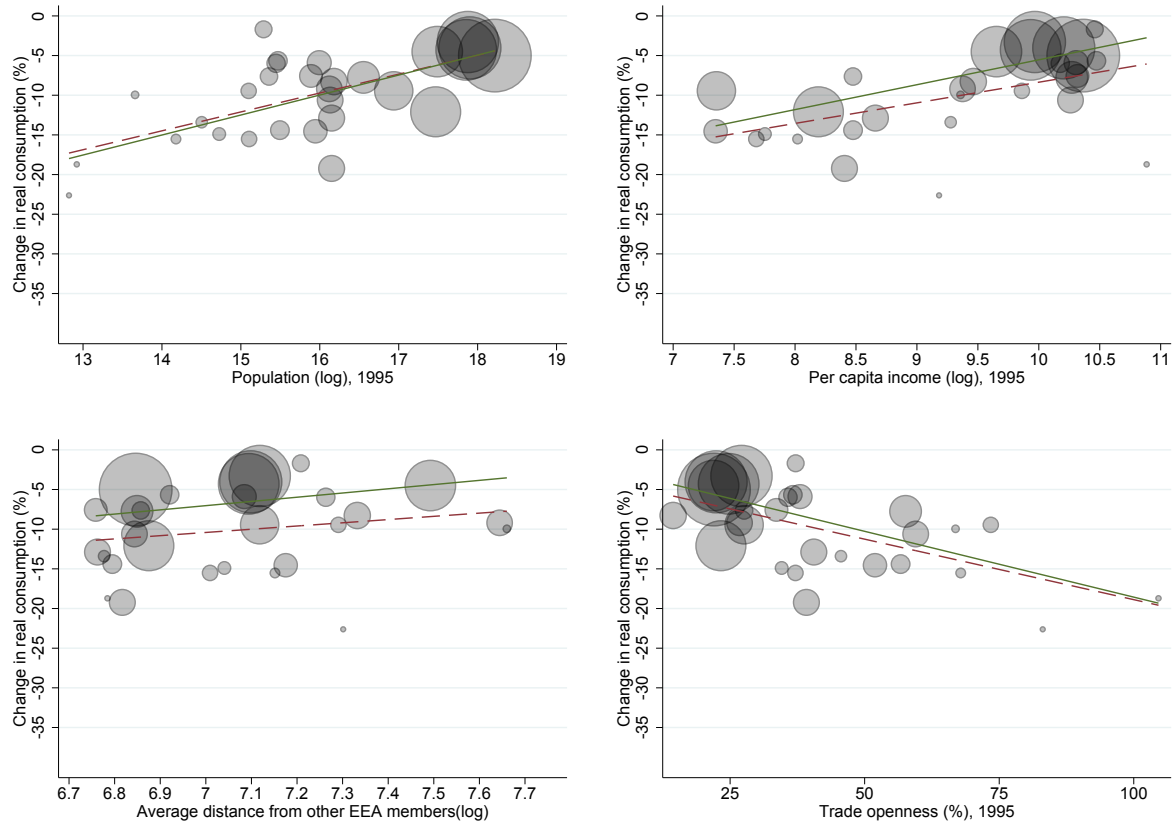 Change in real consumption (%)
0
-5
-10
-15
-20
-25
-30
-35
13 14 15 16 17 18 19
Population (log), 1995
Change in real consumption (%)
0
-5
-10
-15
-20
-25
-30
-35
7 7.5 8 8.5 9 9.5 10 10.5 11
Per capita income (log), 1995
Change in real consumption (%)
0
-5
-10
-15
-20
-25
-30
-35
6.7 6.8 6.9 7 7.1 7.2 7.3 7.4 7.5 7.6 7.7
Average distance from other EEA members(log)
Change in real consumption (%)
0
-5
-10
-15
-20
-25
-30
-35
25 50 75 100
Trade openness (%), 1995